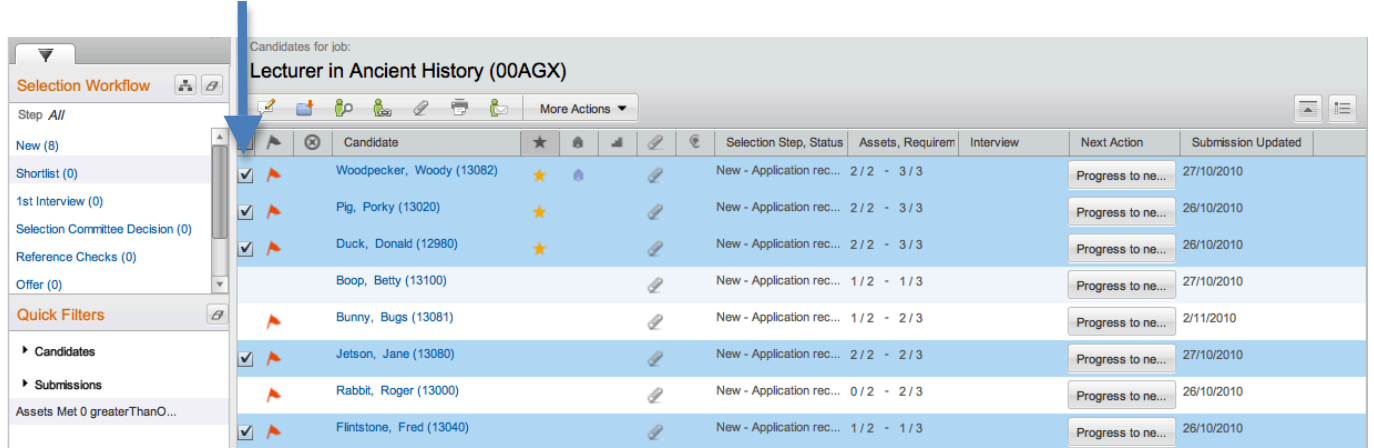 Candidates for job:
Lecturer in Ancient History (00AGX)
Selection Workflow
Step All
New (8)
Shortlist (0)
1st Interview (0)
Selection Committee Decision (0)
Reference Checks (0)
Offer (0)
Quick Filters
Candidates
Submissions
Assets Met 0 greaterThanO...
More Actions
Candidate Selection Step, Status Assets, Requirem Interview Next Action Submission Updated
Woodpecker, Woody (13082) New - Application rec... 2/2 - 3/3 Progress to ne... 27/10/2010
Pig, Porky (13020) New - Application rec... 2/2 - 3/3 Progress to ne... 26/10/2010
Duck, Donald (12980) New - Application rec... 2/2 - 3/3 Progress to ne... 26/10/2010
Boop, Betty (13100) New - Application rec... 1/2 - 1/3 Progress to ne... 27/10/2010
Bunny, Bugs (13081) New - Application rec... 1/2 - 2/3 Progress to ne... 2/11/2010
Jetson, Jane (13080) New - Application rec... 2/2 - 2/3 Progress to ne... 27/10/2010
Rabbit, Roger (13000) New - Application rec... 0/2 - 2/3 Progress to ne... 26/10/2010
Flintstone, Fred (13040) New - Application rec... 1/2 - 1/3 Progress to ne... 26/10/2010